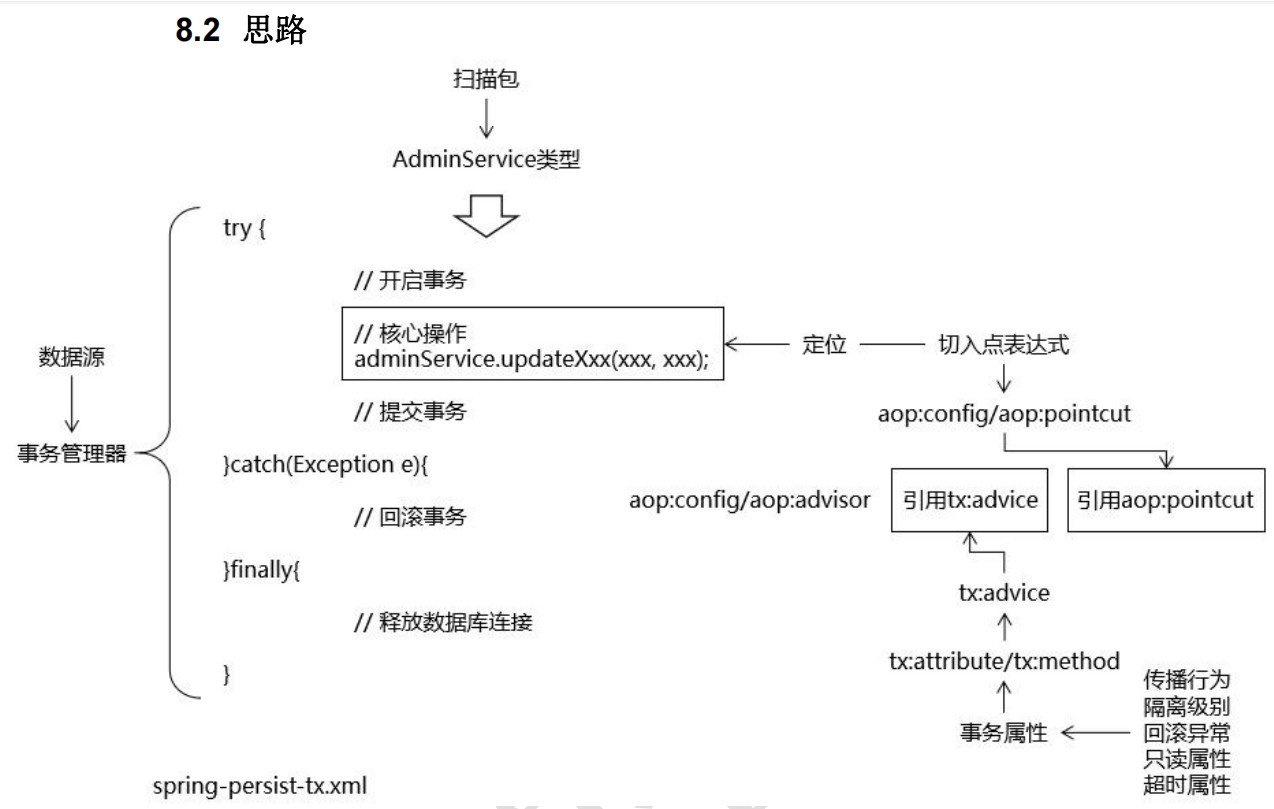 8.2 思路
扫描包
AdminService类型
try {
// 开启事务
// 核心操作
adminService.updateXxx(xxx, xxx);
定位
切入点表达式
数据源
// 提交事务
aop:config/aop:pointcut
事务管理器
}catch(Exception e){
aop:config/aop:advisor
引用tx:advice
引用aop:pointcut
// 回滚事务
}finally{
tx:advice
// 释放数据库连接
tx:attribute/tx:method
}
传播行为
隔离级别
事务属性
回滚异常
只读属性
超时属性
spring-persist-tx.xml